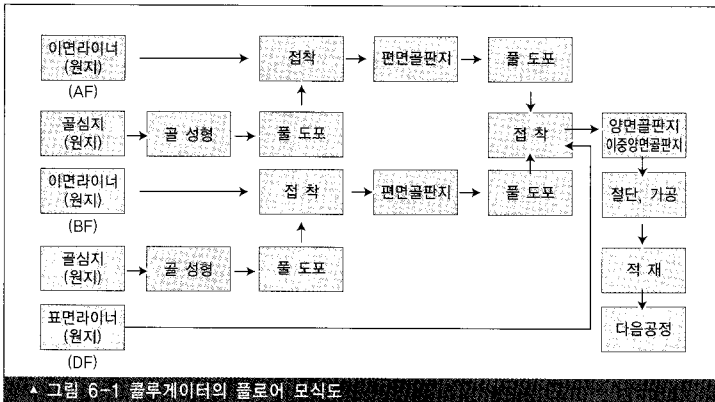 이면라이너
(원지)
(AF)
접착
편면골판지
풀 도포
골심지
(원지)
골 성형
풀 도포
접 착
양면골판지
이중양면골판지
이면라이너
(원지)
(BF)
접 착
편면골판지
풀 도포
절단, 가공
골심지
(원지)
골 성형
풀 도포
적 재
표면라이너
(원지)
(DF)
다음공정
▲ 그림 6-1 콜루게이터의 플로어 모식도